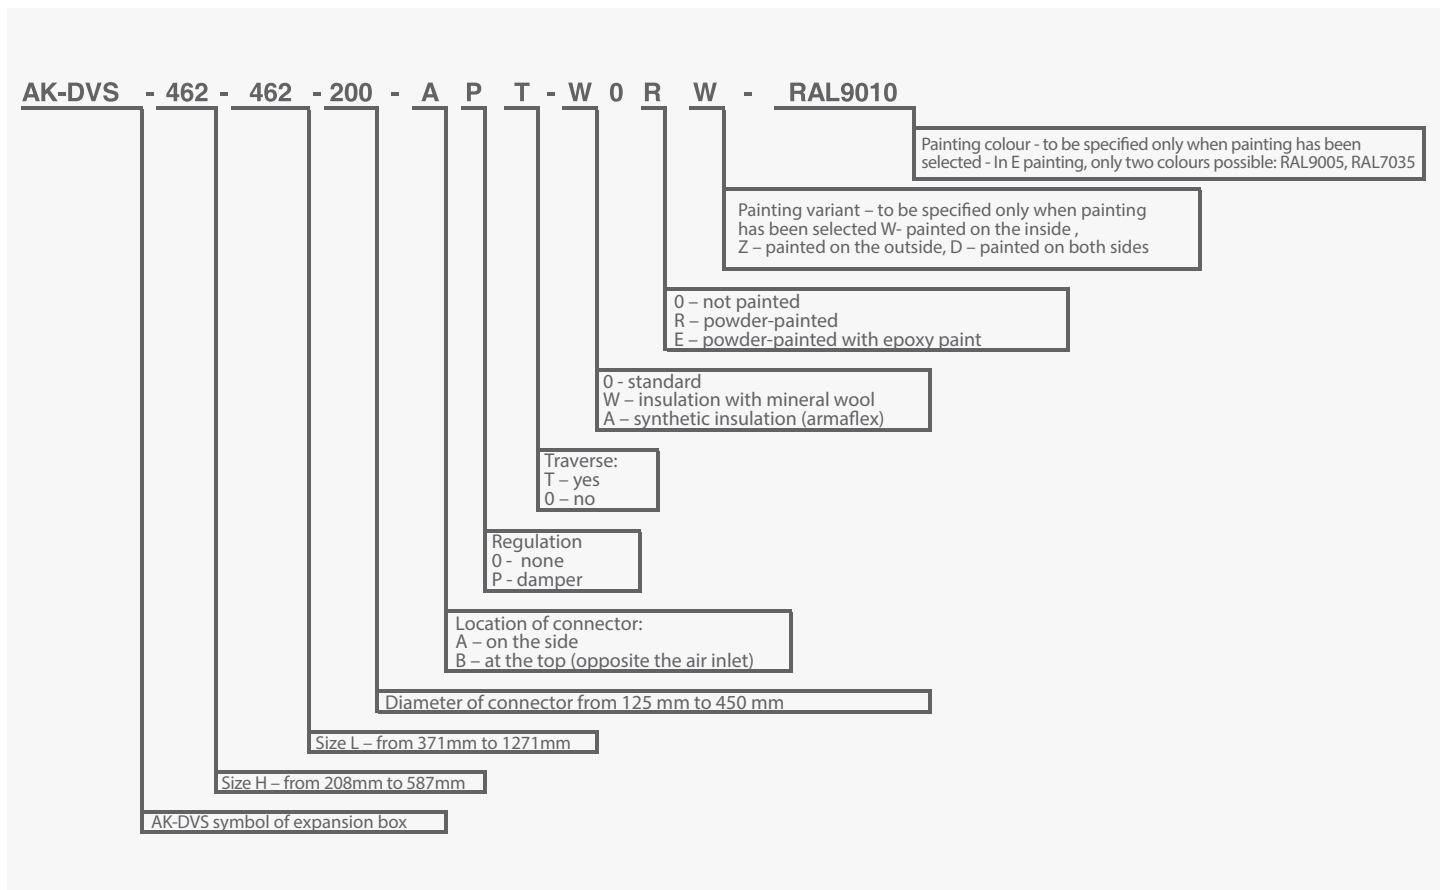 AK-DVS - 462 - 462 - 200 - A P T - W 0 R W - RAL9010
Painting colour - to be specified only when painting has been
selected - In E painting, only two colours possible: RAL9005, RAL7035
Painting variant – to be specified only when painting
has been selected W- painted on the inside ,
Z – painted on the outside, D – painted on both sides
0 – not painted
R – powder-painted
E – powder-painted with epoxy paint
0 - standard
W – insulation with mineral wool
A – synthetic insulation (armaflex)
Traverse:
T – yes
0 – no
Regulation
0 - none
P - damper
Location of connector:
A – on the side
B – at the top (opposite the air inlet)
Diameter of connector from 125 mm to 450 mm
Size L – from 371mm to 1271mm
Size H – from 208mm to 587mm
AK-DVS symbol of expansion box